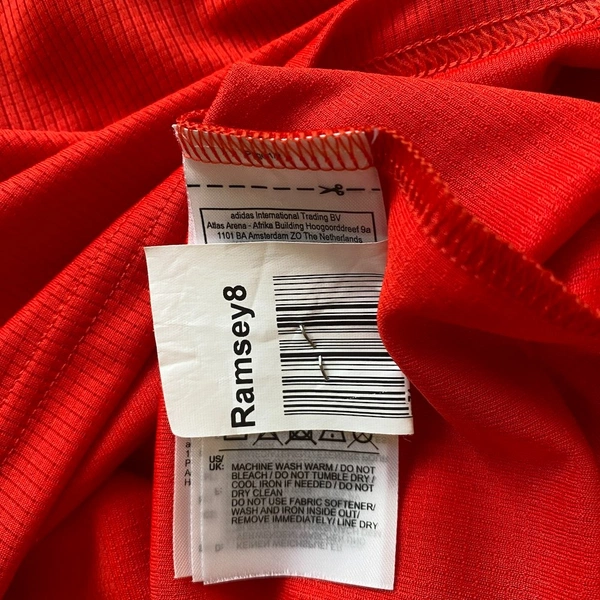 adidas International Trading BV
Atlas Arena - Afrika Building Hoogoorddreef 9a
1101 BA Amsterdam ZO The Netherlands
Ramsey8
US/
UK:
MACHINE WASH WARM / DO NOT
BLEACH / DO NOT TUMBLE DRY /
COOL IRON IF NEEDED / DO NOT
DRY CLEAN
DO NOT USE FABRIC SOFTENER/
WASH AND IRON INSIDE OUT/
REMOVE IMMEDIATELY/ LINE DRY